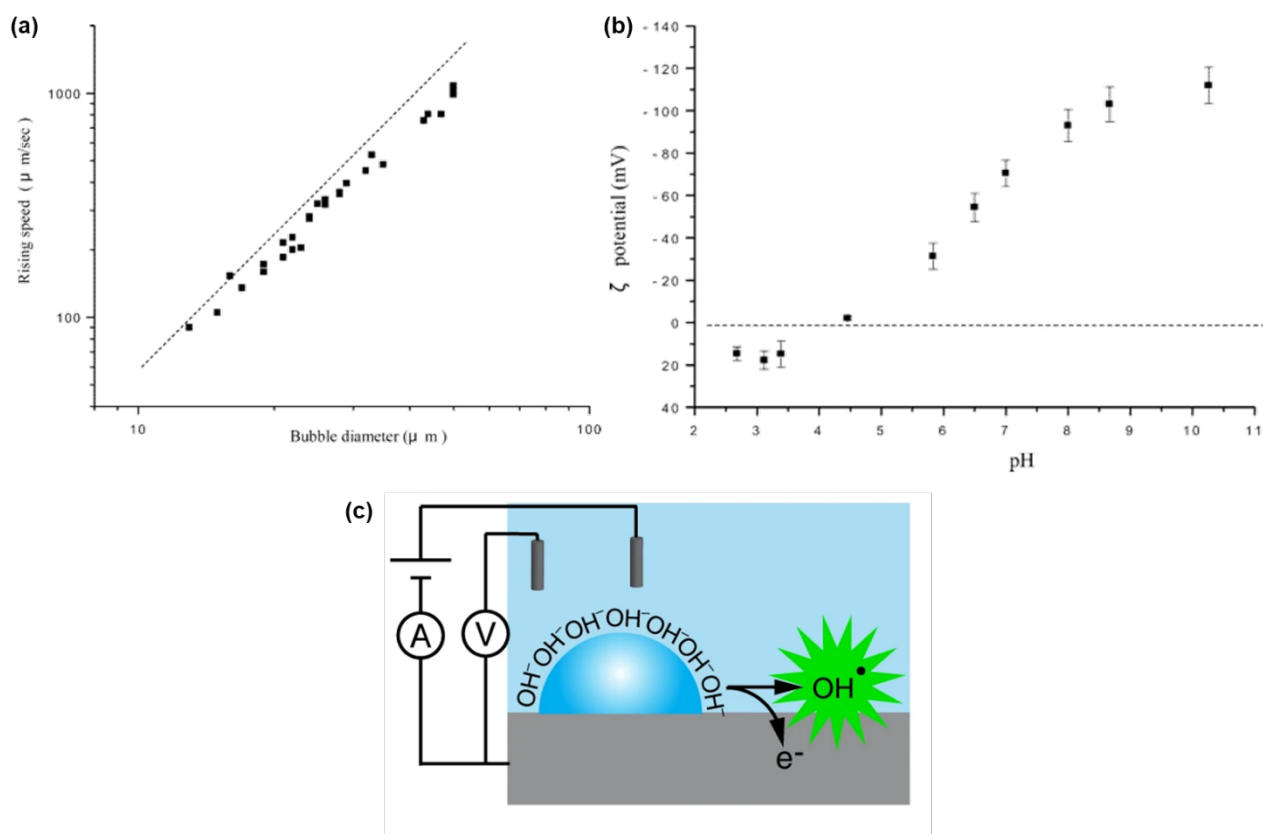 (a)
1000
100
Rising speed ( μ m/sec)
10
100
Bubble diameter (μ m)
(b)
- 140
- 120
- 100
- 80
- 60
- 40
- 20
0
20
40
ζ potential (mV)
2 3 4 5 6 7 8 9 10 11
pH
(c)
A
V
OH⁻OH⁻OH⁻OH⁻OH⁻OH⁻OH⁻
OH•
e⁻